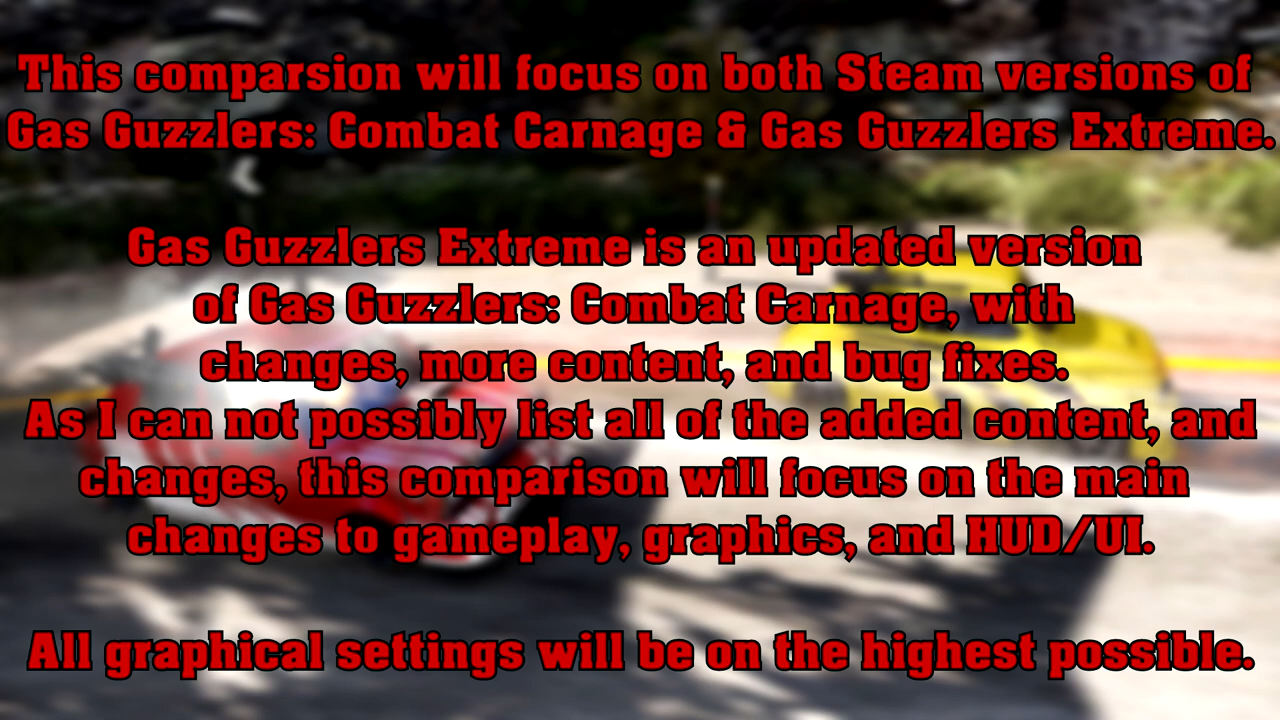 This comparsion will focus on both Steam versions of
Gas Guzzlers: Combat Carnage & Gas Guzzlers Extreme.
Gas Guzzlers Extreme is an updated version
of Gas Guzzlers: Combat Carnage, with
changes, more content, and bug fixes.
As I can not possibly list all of the added content, and
changes, this comparison will focus on the main
changes to gameplay, graphics, and HUD/UI.
All graphical settings will be on the highest possible.